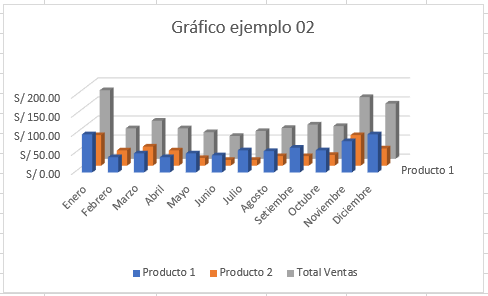 Gráfico ejemplo 02
S/ 200.00
S/ 150.00
S/ 100.00
S/ 50.00
S/ 0.00
Producto 1
Enero
Febrero
Marzo
Abril
Mayo
Junio
Julio
Agosto
Setiembre
Octubre
Noviembre
Diciembre
Producto 1 Producto 2 Total Ventas